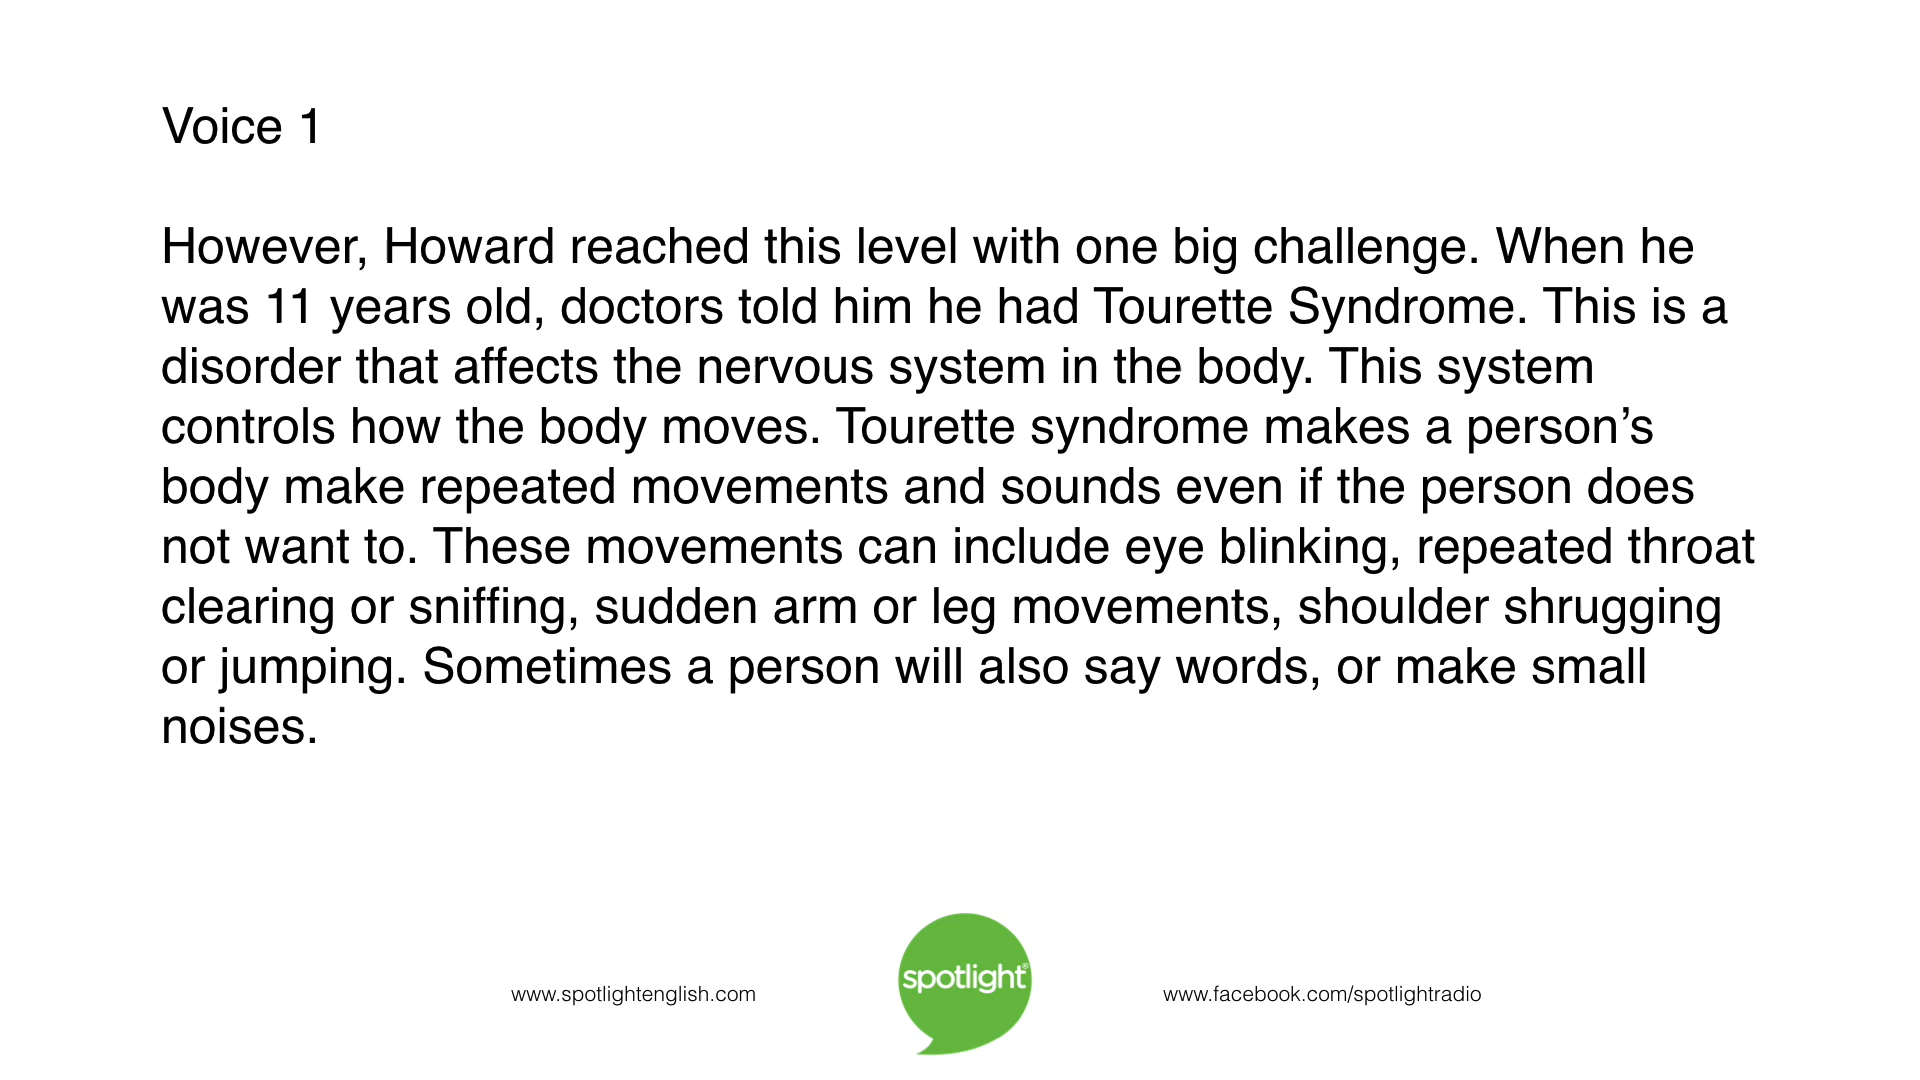 Voice 1
However, Howard reached this level with one big challenge. When he
was 11 years old, doctors told him he had Tourette Syndrome. This is a
disorder that affects the nervous system in the body. This system
controls how the body moves. Tourette syndrome makes a person’s
body make repeated movements and sounds even if the person does
not want to. These movements can include eye blinking, repeated throat
clearing or sniffing, sudden arm or leg movements, shoulder shrugging
or jumping. Sometimes a person will also say words, or make small
noises.
www.spotlightenglish.com
spotlight®
www.facebook.com/spotlightradio